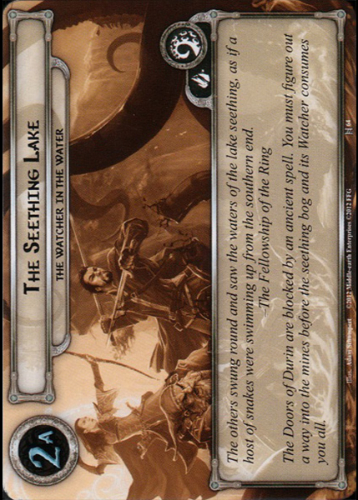 2A
THE SEETHING LAKE
THE WATCHER IN THE WATER
The others swung round and saw the waters of the lake seething, as if a
host of snakes were swimming up from the southern end.
-The Fellowship of the Ring
The Doors of Durin are blocked by an ancient spell. You must figure out
a way into the mines before the seething bog and its Watcher consumes
you all.
Illus. Adam Schumpert ©2012 Middle-earth Enterprises ©2012 FFG 64